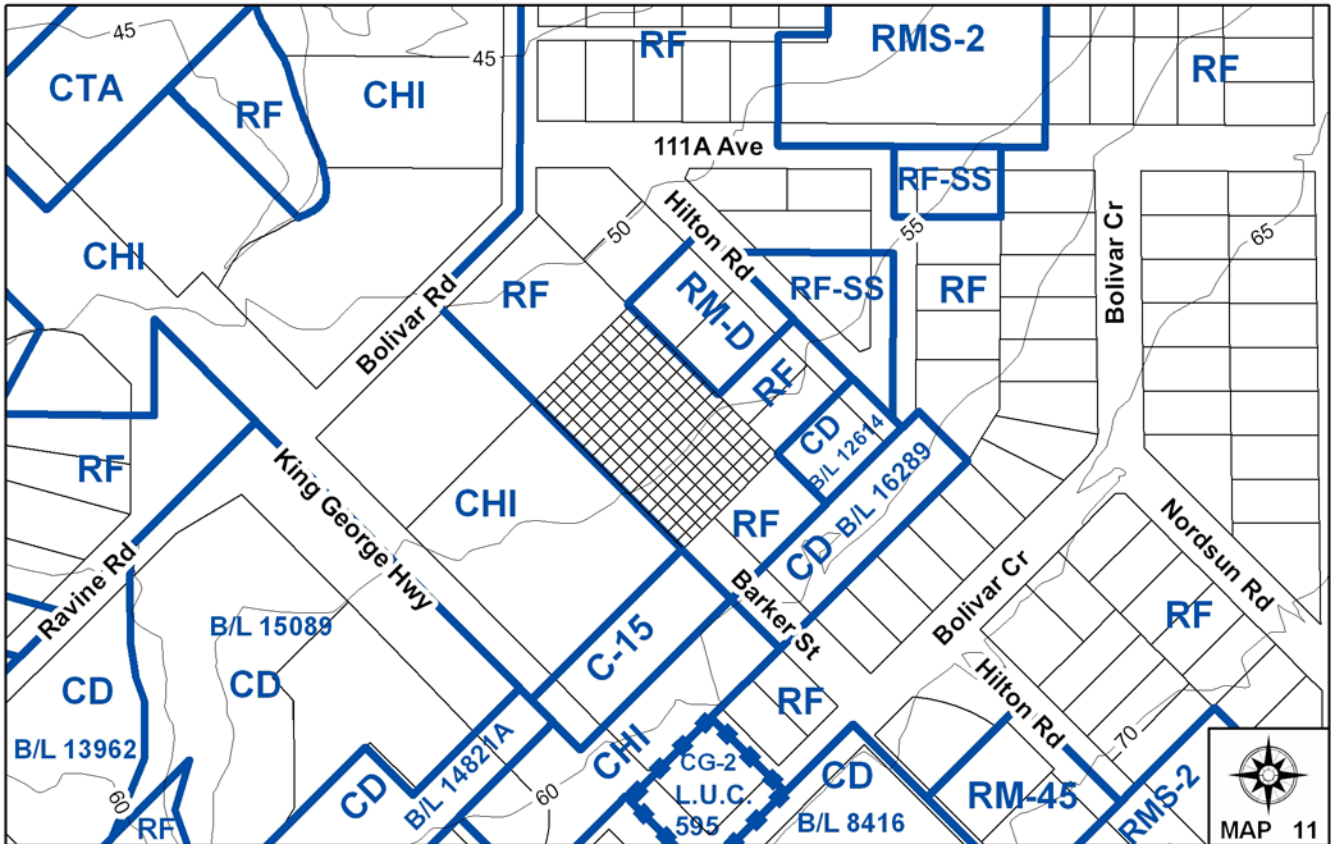 45
RF
RMS-2
RF
CTA
RF
CHI
45
111A Ave
RF-SS
CHI
50
Hilton Rd
55
65
Bolivar Cr
Bolivar Rd
RF
RM-D
RF-SS
RF
RF
CD
B/L 12614
RF
King George Hwy
CHI
RF
CD B/L 16289
Nordsun Rd
Ravine Rd
B/L 15089
CD
Barker St
Bolivar Cr
RF
C-15
CD
B/L 13962
RF
Hilton Rd
CD
B/L 14821A
CHI
CG-2
L.U.C.
595
CD
B/L 8416
RM-45
70
RMS-2
60
RF
60
MAP 11